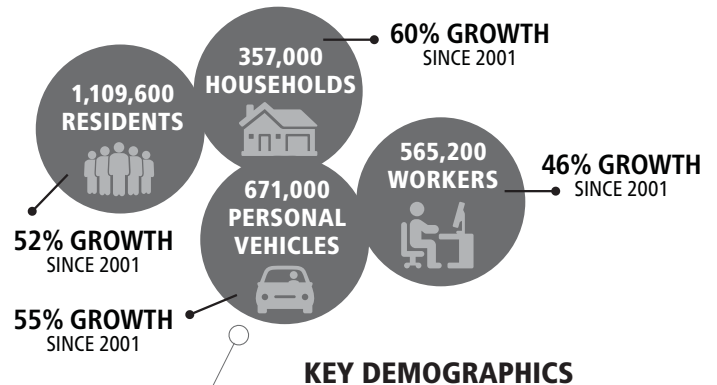 60% GROWTH
SINCE 2001
357,000
HOUSEHOLDS
1,109,600
RESIDENTS
565,200
WORKERS
46% GROWTH
SINCE 2001
671,000
PERSONAL
VEHICLES
52% GROWTH
SINCE 2001
55% GROWTH
SINCE 2001
KEY DEMOGRAPHICS